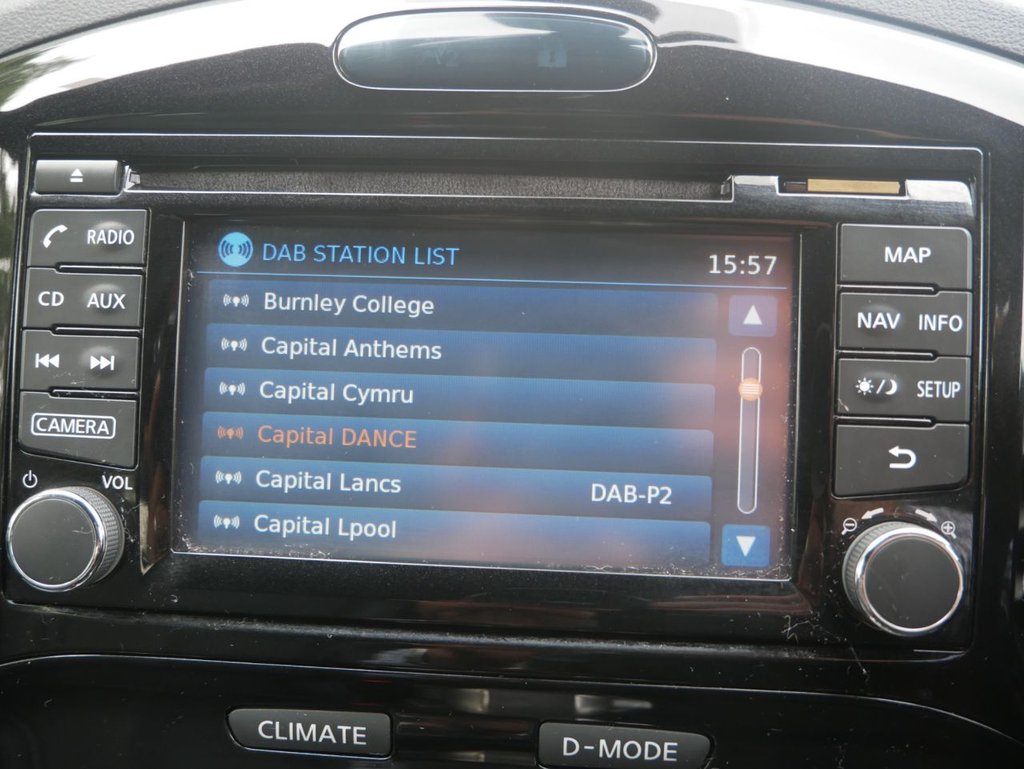 RADIO
CD AUX
CAMERA
VOL
DAB STATION LIST
15:57
Burnley College
Capital Anthems
Capital Cymru
Capital DANCE
Capital Lancs DAB-P2
Capital Lpool
MAP
NAV INFO
SETUP
CLIMATE
D-MODE